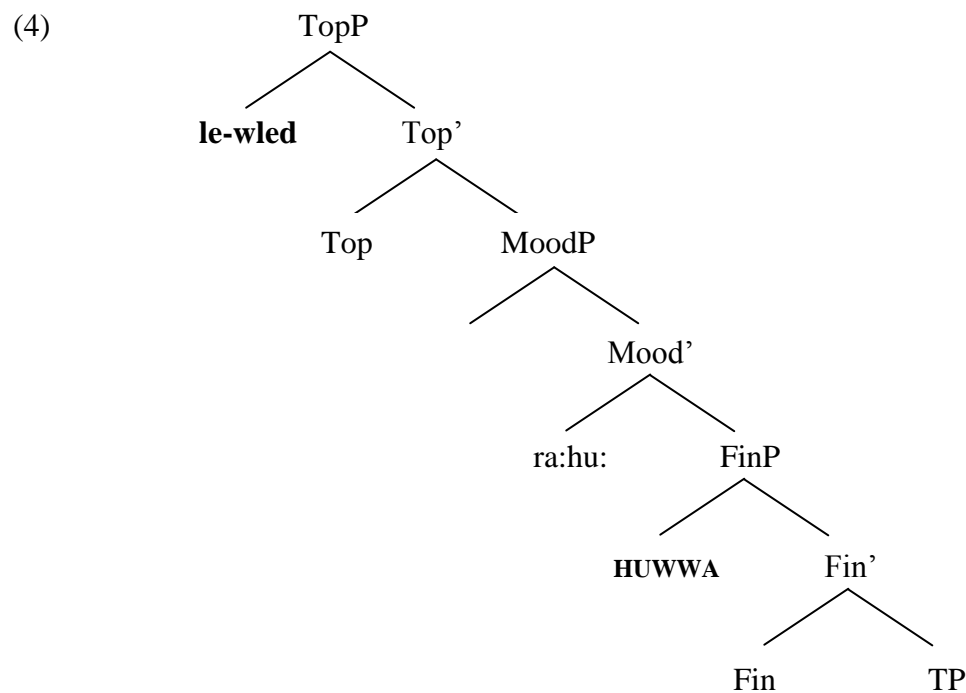 (4) TopP
le-wled Top’
Top MoodP
Mood’
ra:hu: FinP
HUWWA Fin’
Fin TP